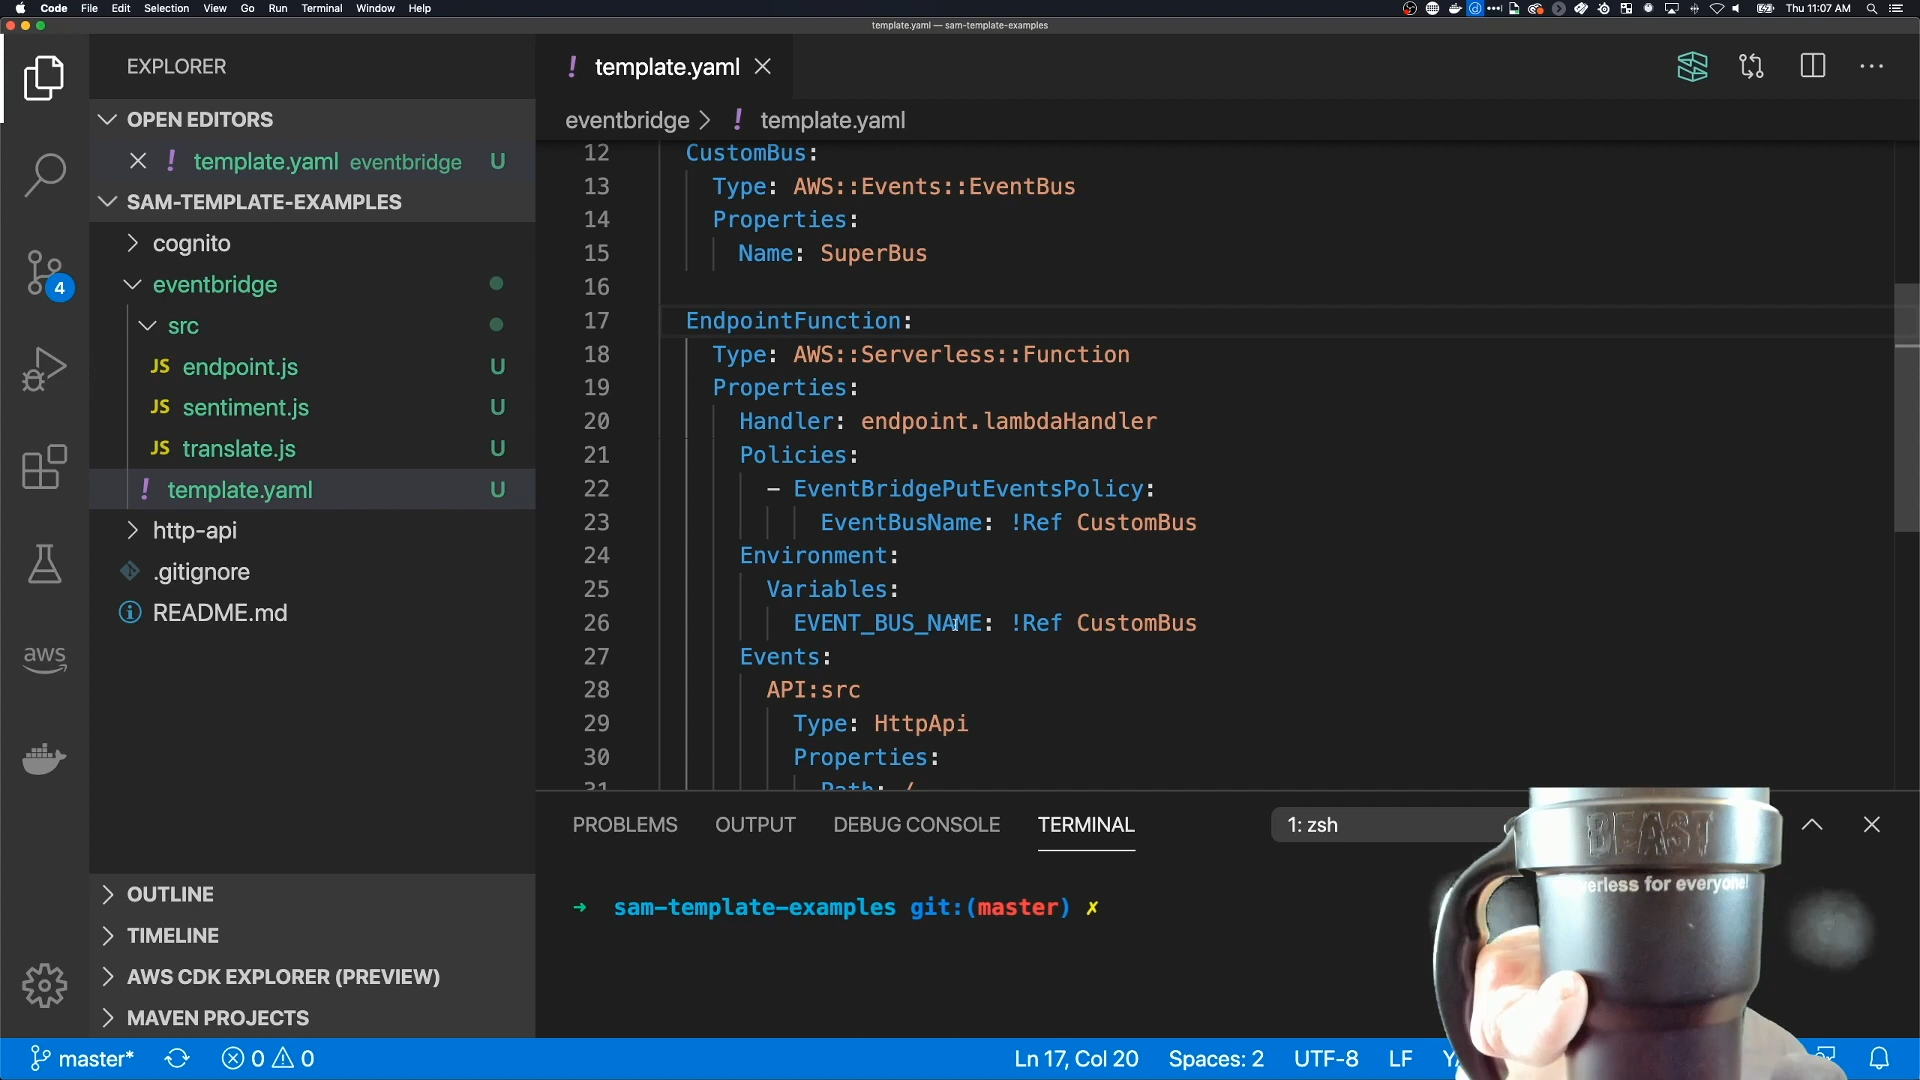 Code File Edit Selection View Go Run Terminal Window Help
Thu 11:07 AM
template.yaml — sam-template-examples
EXPLORER
OPEN EDITORS
template.yaml eventbridge U
SAM-TEMPLATE-EXAMPLES
cognito
eventbridge
src
JS endpoint.js U
JS sentiment.js U
JS translate.js U
! template.yaml U
http-api
.gitignore
README.md
OUTLINE
TIMELINE
AWS CDK EXPLORER (PREVIEW)
MAVEN PROJECTS
4
aws
! template.yaml
eventbridge > ! template.yaml
12 CustomBus:
13 Type: AWS::Events::EventBus
14 Properties:
15 Name: SuperBus
16
17 EndpointFunction:
18 Type: AWS::Serverless::Function
19 Properties:
20 Handler: endpoint.lambdaHandler
21 Policies:
22 – EventBridgePutEventsPolicy:
23 EventBusName: !Ref CustomBus
24 Environment:
25 Variables:
26 EVENT_BUS_NAME: !Ref CustomBus
27 Events:
28 API:src
29 Type: HttpApi
30 Properties:
31 Path: /
PROBLEMS OUTPUT DEBUG CONSOLE TERMINAL 1: zsh
→ sam-template-examples git:(master) ✗
BEAST
erless for everyone!
master* 0 0 Ln 17, Col 20 Spaces: 2 UTF-8 LF